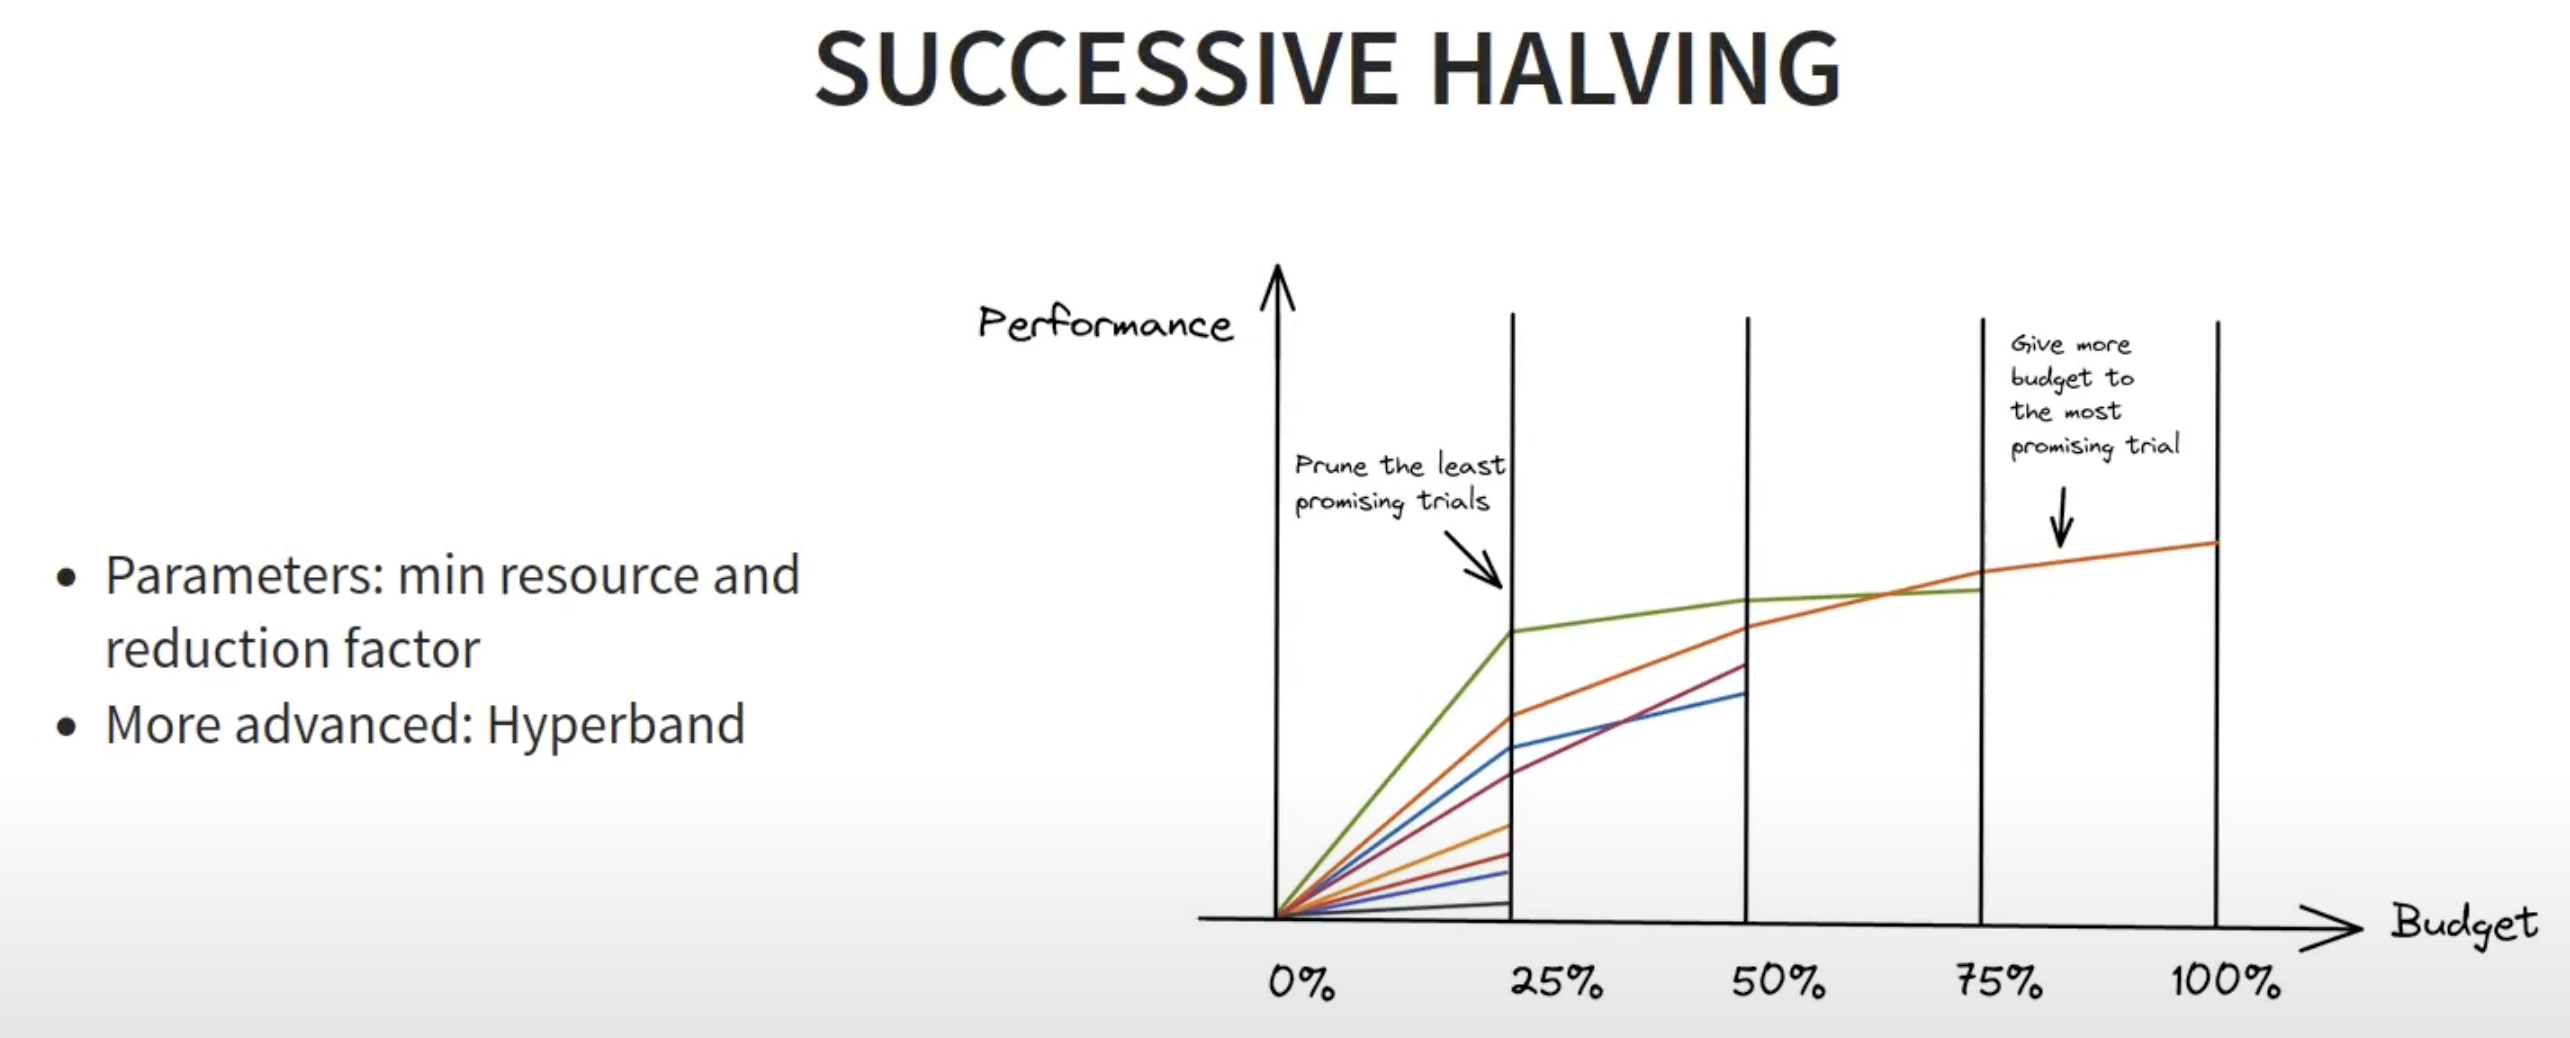 SUCCESSIVE HALVING
• Parameters: min resource and
reduction factor
• More advanced: Hyperband
Performance
Prune the least
promising trials
Give more
budget to
the most
promising trial
Budget
0%
25%
50%
75%
100%